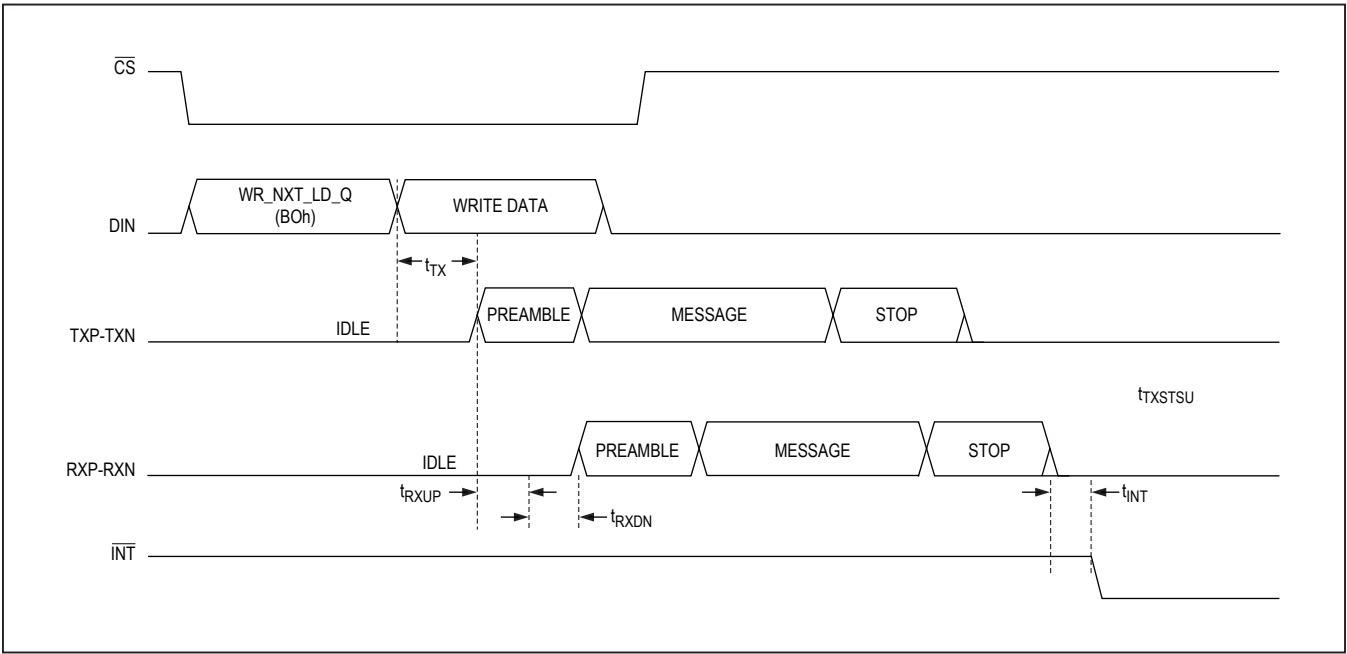 CS
WR_NXT_LD_Q
(BOh)
WRITE DATA
DIN
tTX
PREAMBLE MESSAGE STOP
IDLE
TXP-TXN
tTXSTSU
PREAMBLE MESSAGE STOP
IDLE
RXP-RXN
tRXUP
tINT
tRXDN
INT